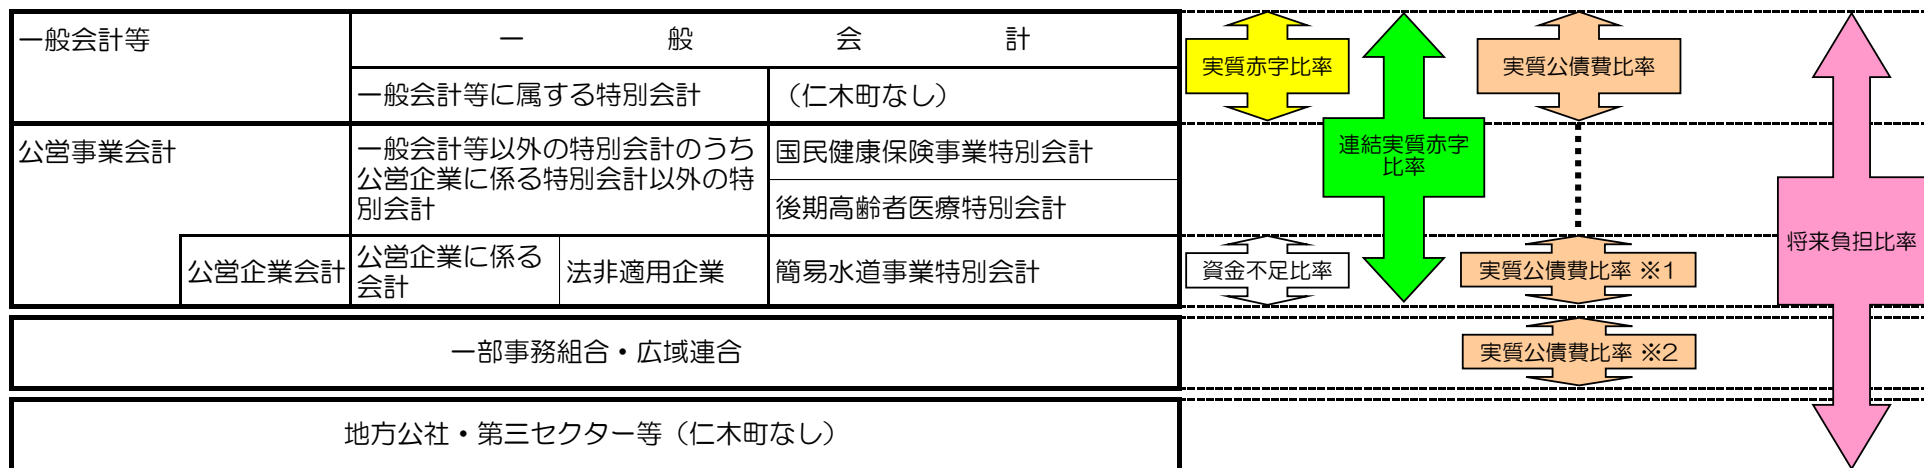 一般会計等
一般会計
一般会計等に属する特別会計
（仁木町なし）
実質赤字比率
実質公債費比率
公営事業会計
一般会計等以外の特別会計のうち
公営企業に係る特別会計以外の特
別会計
国民健康保険事業特別会計
後期高齢者医療特別会計
連結実質赤字
比率
将来負担比率
公営企業会計
公営企業に係る
会計
法非適用企業
簡易水道事業特別会計
資金不足比率
実質公債費比率 ※1
一部事務組合・広域連合
実質公債費比率 ※2
地方公社・第三セクター等（仁木町なし）